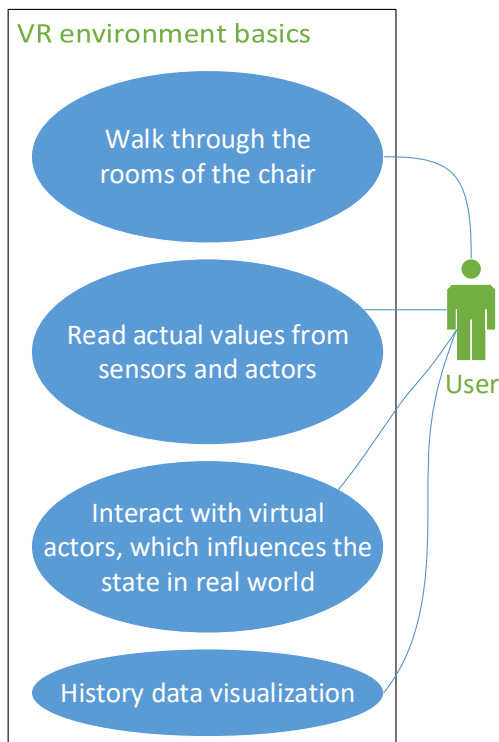 VR environment basics
Walk through the
rooms of the chair
Read actual values from
sensors and actors
User
Interact with virtual
actors, which influences the
state in real world
History data visualization